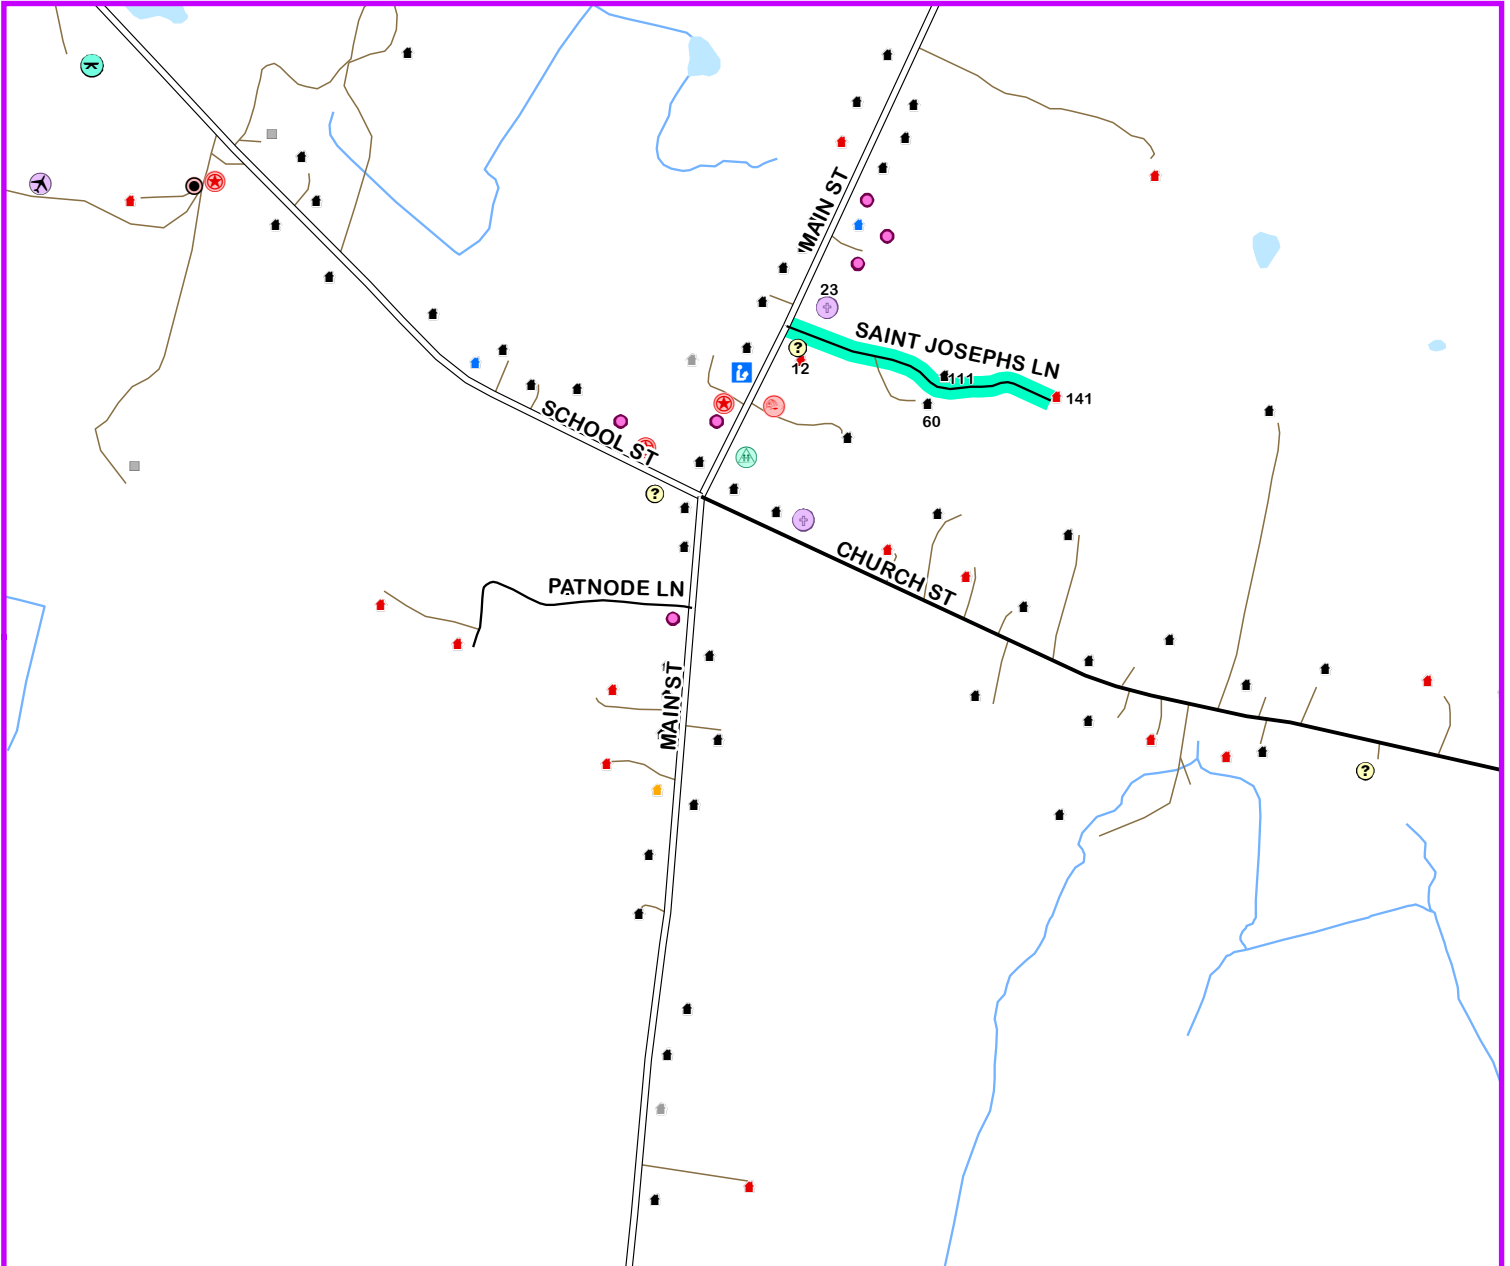 MAIN ST
23
SAINT JOSEPHS LN
?
12
111
141
60
SCHOOL ST
?
CHURCH ST
PATNODE LN
MAIN ST
?